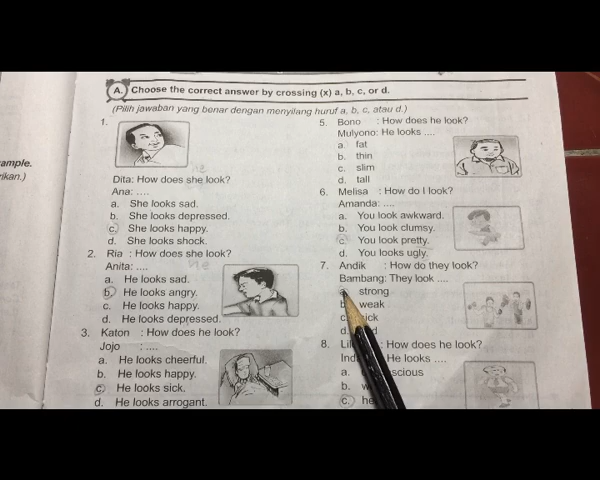 A. Choose the correct answer by crossing (x) a, b, c, or d.
(Pilih jawaban yang benar dengan menyilang huruf a, b, c, atau d.)
ample.
rikan.)
1.
he
Dita: How does she look?
Ana: ....
a. She looks sad.
b. She looks depressed.
c. She looks happy.
d. She looks shock.
2. Ria : How does she look?
he
Anita: ....
a. He looks sad.
b. He looks angry.
c. He looks happy.
d. He looks depressed.
3. Katon : How does he look?
Jojo : ....
a. He looks cheerful.
b. He looks happy.
c. He looks sick.
d. He looks arrogant.
5. Bono : How does he look?
Mulyono: He looks ....
a. fat
b. thin
c. slim
d. tall
6. Melisa : How do I look?
Amanda: ....
a. You look awkward.
b. You look clumsy.
c. You look pretty.
d. You looks ugly.
7. Andik : How do they look?
Bambang: They look ....
strong
b. weak
c.
d.
8. : How does he look?
He looks ....
a.
b.
c. he